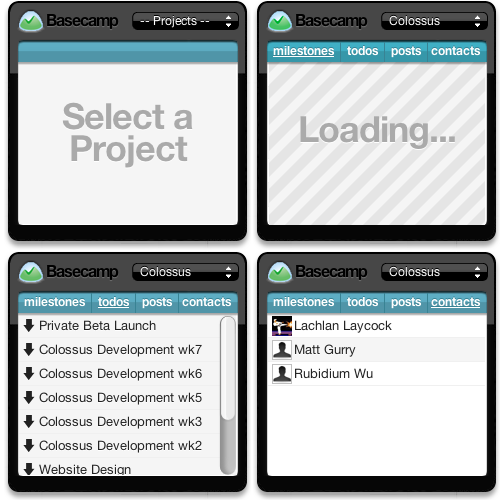 Basecamp -- Projects --
Select a
Project
Basecamp Colossus
milestones todos posts contacts
Loading...
Basecamp Colossus
milestones todos posts contacts
Private Beta Launch
Colossus Development wk7
Colossus Development wk6
Colossus Development wk5
Colossus Development wk3
Colossus Development wk2
Website Design
Basecamp Colossus
milestones todos posts contacts
Lachlan Laycock
Matt Gurry
Rubidium Wu